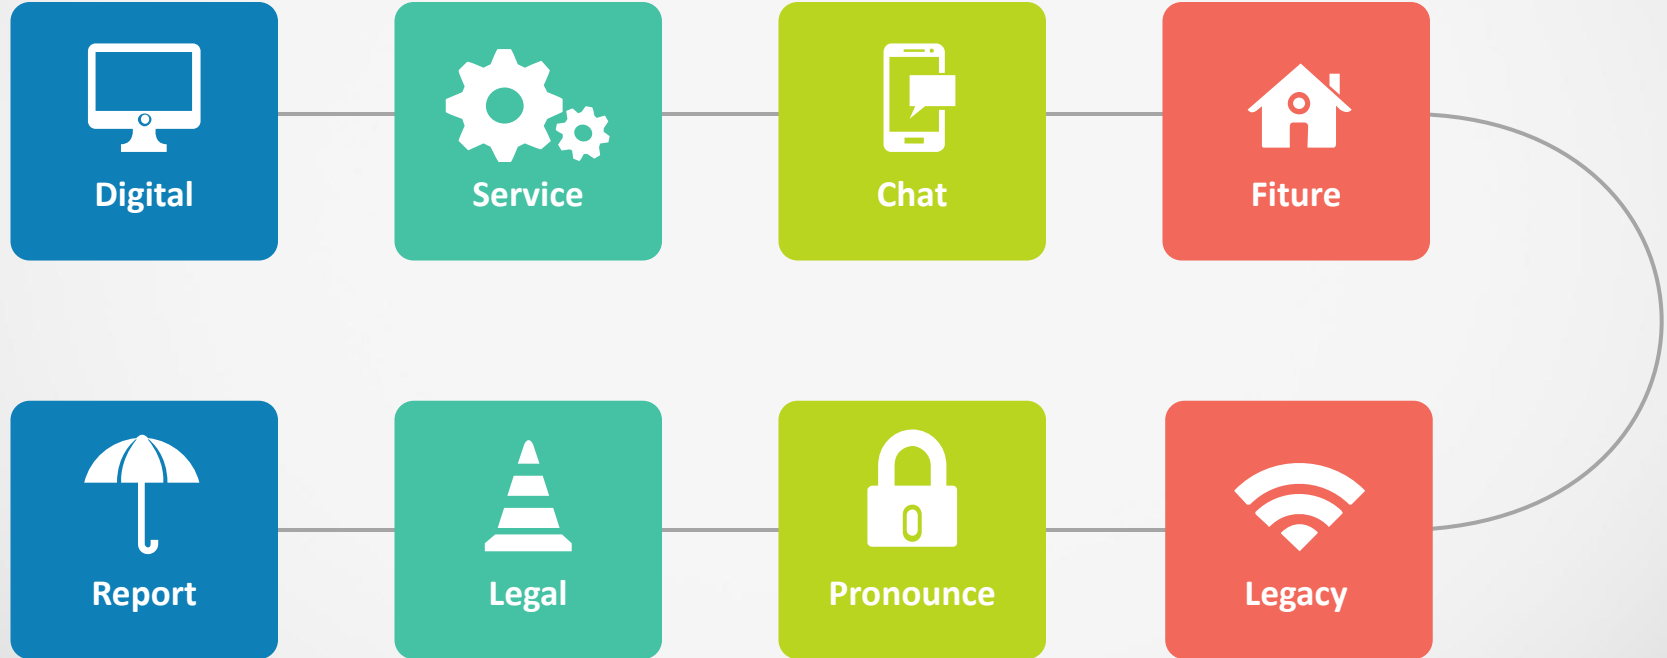 Digital
Service
Chat
Fiture
Report
Legal
Pronounce
Legacy